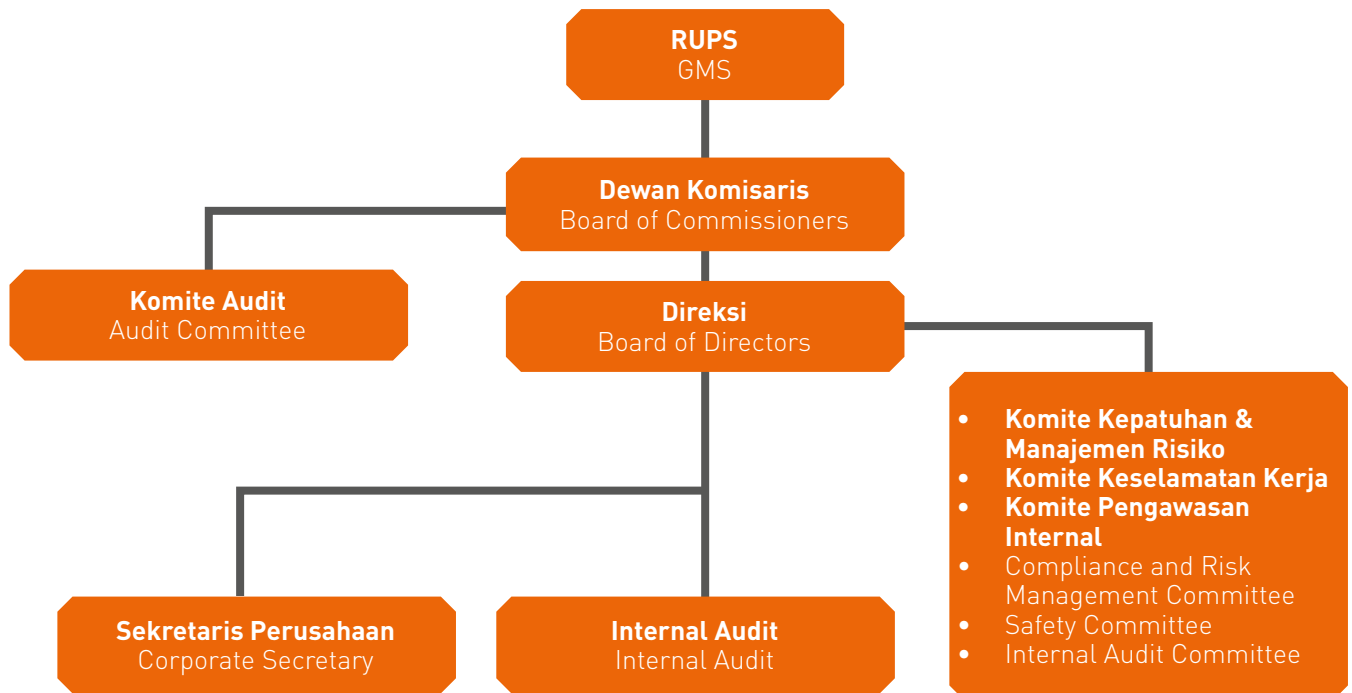 RUPS
GMS
Dewan Komisaris
Board of Commissioners
Komite Audit
Audit Committee
Direksi
Board of Directors
• Komite Kepatuhan &
Manajemen Risiko
• Komite Keselamatan Kerja
• Komite Pengawasan
Internal
• Compliance and Risk
Management Committee
• Safety Committee
• Internal Audit Committee
Sekretaris Perusahaan
Corporate Secretary
Internal Audit
Internal Audit